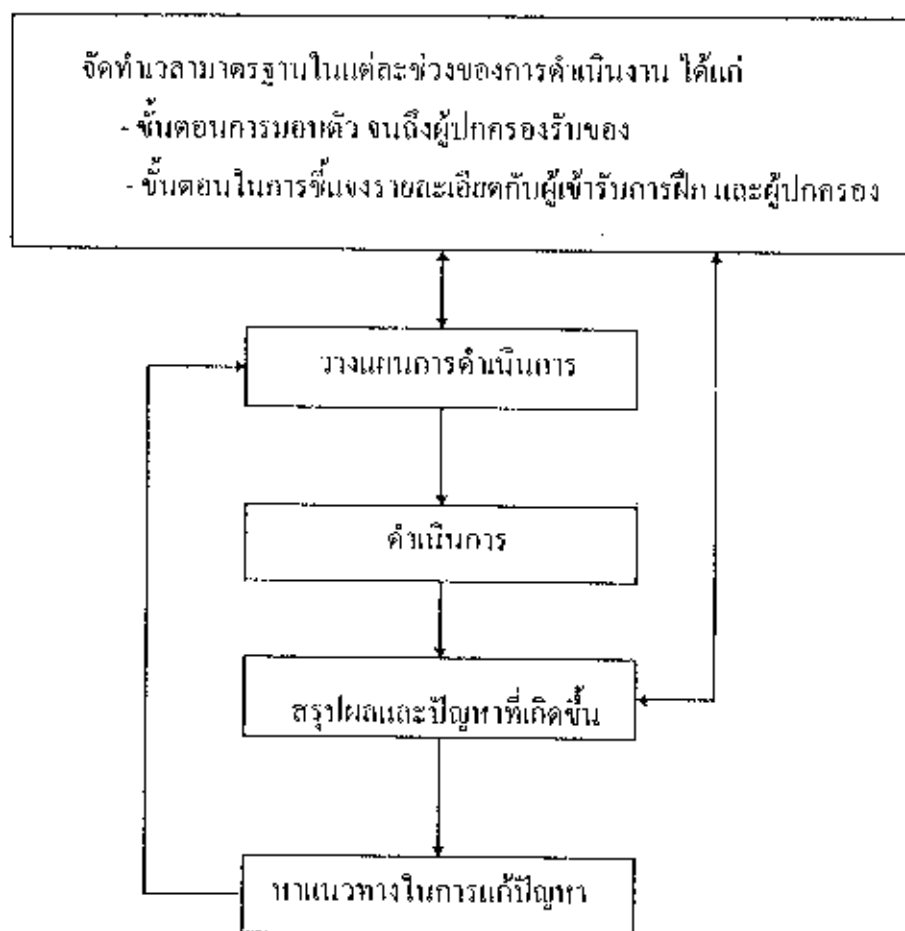 จัดทำเวลามาตรฐานในแต่ละช่วงของการดำเนินงาน ได้แก่
- ขั้นตอนการมอบตัว จนถึงผู้ปกครองรับของ
- ขั้นตอนในการชี้แจงรายละเอียดกับผู้เข้ารับการฝึก และผู้ปกครอง
วางแผนการดำเนินการ
ดำเนินการ
สรุปผลและปัญหาที่เกิดขึ้น
หาแนวทางในการแก้ปัญหา